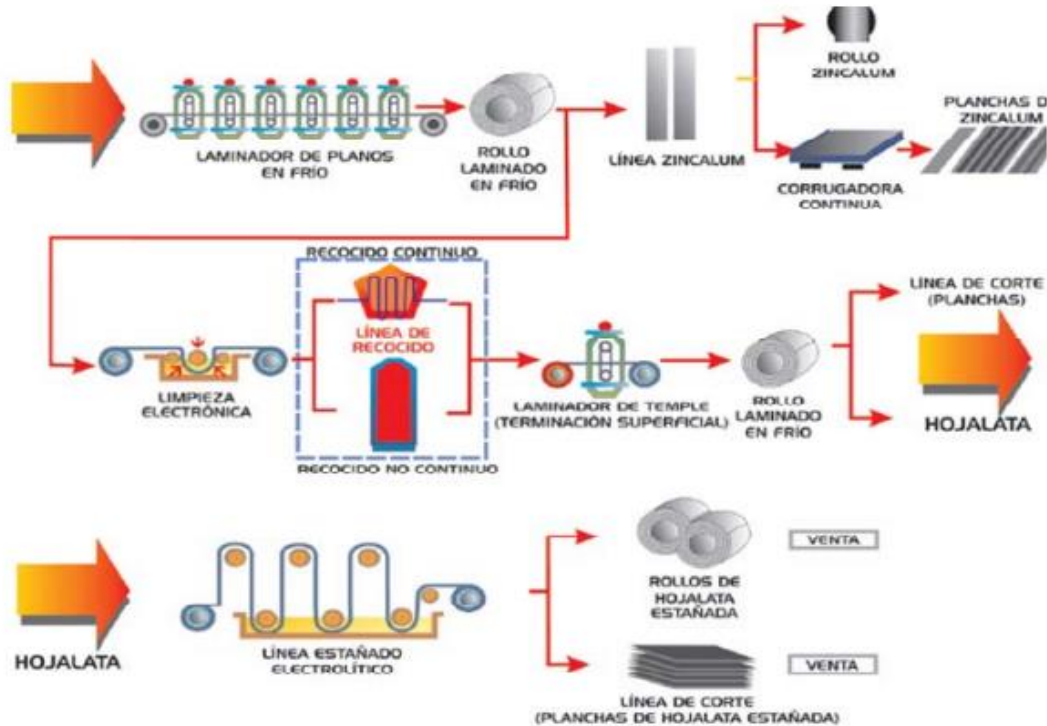 LAMINADOR DE PLANOS
EN FRÍO
ROLLO
LAMINADO
EN FRÍO
LÍNEA ZINCALUM
ROLLO
ZINCALUM
PLANCHAS D
ZINCALUM
CORRUGADORA
CONTINUA
LIMPIEZA
ELECTRÓNICA
RECOCIDO CONTINUO
LÍNEA DE
RECOCIDO
RECOCIDO NO CONTINUO
LAMINADOR DE TEMPLE
(TERMINACIÓN SUPERFICIAL)
ROLLO
LAMINADO
EN FRÍO
LÍNEA DE CORTE
(PLANCHAS)
HOJALATA
HOJALATA
LÍNEA ESTAÑADO
ELECTROLÍTICO
ROLLOS DE
HOJALATA
ESTAÑADA
VENTA
LÍNEA DE CORTE
(PLANCHAS DE HOJALATA ESTAÑADA)
VENTA